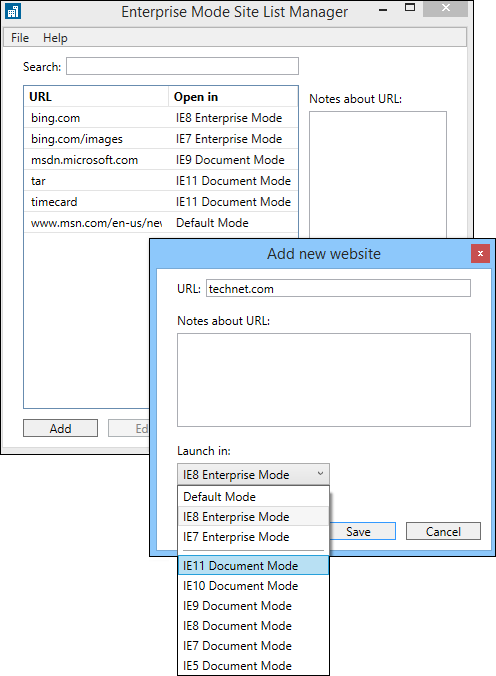 Enterprise Mode Site List Manager
File Help
Search:
URL Open in
bing.com IE8 Enterprise Mode
bing.com/images IE7 Enterprise Mode
msdn.microsoft.com IE9 Document Mode
tar IE11 Document Mode
timecard IE11 Document Mode
www.msn.com/en-us/nev Default Mode
Notes about URL:
Add Ed
Add new website
x
URL: technet.com
Notes about URL:
Launch in:
IE8 Enterprise Mode
Default Mode
IE8 Enterprise Mode
IE7 Enterprise Mode
IE11 Document Mode
IE10 Document Mode
IE9 Document Mode
IE8 Document Mode
IE7 Document Mode
IE5 Document Mode
Save Cancel